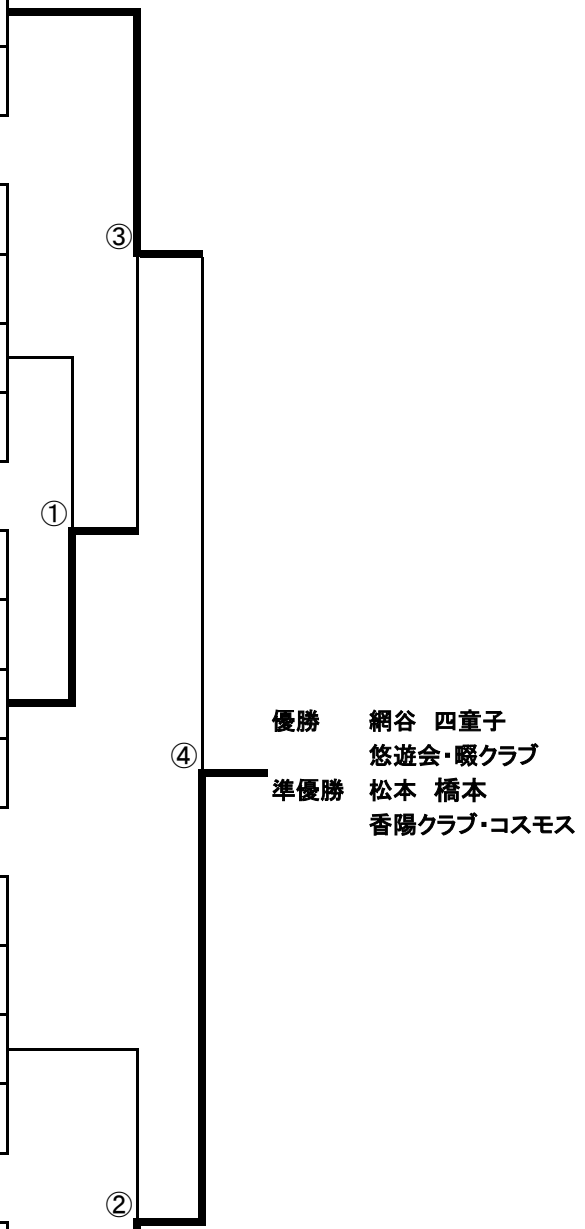 ③
①
優勝 網谷 四童子
④ 悠遊会・畷クラブ
準優勝 松本 橋本
香陽クラブ・コスモス
②